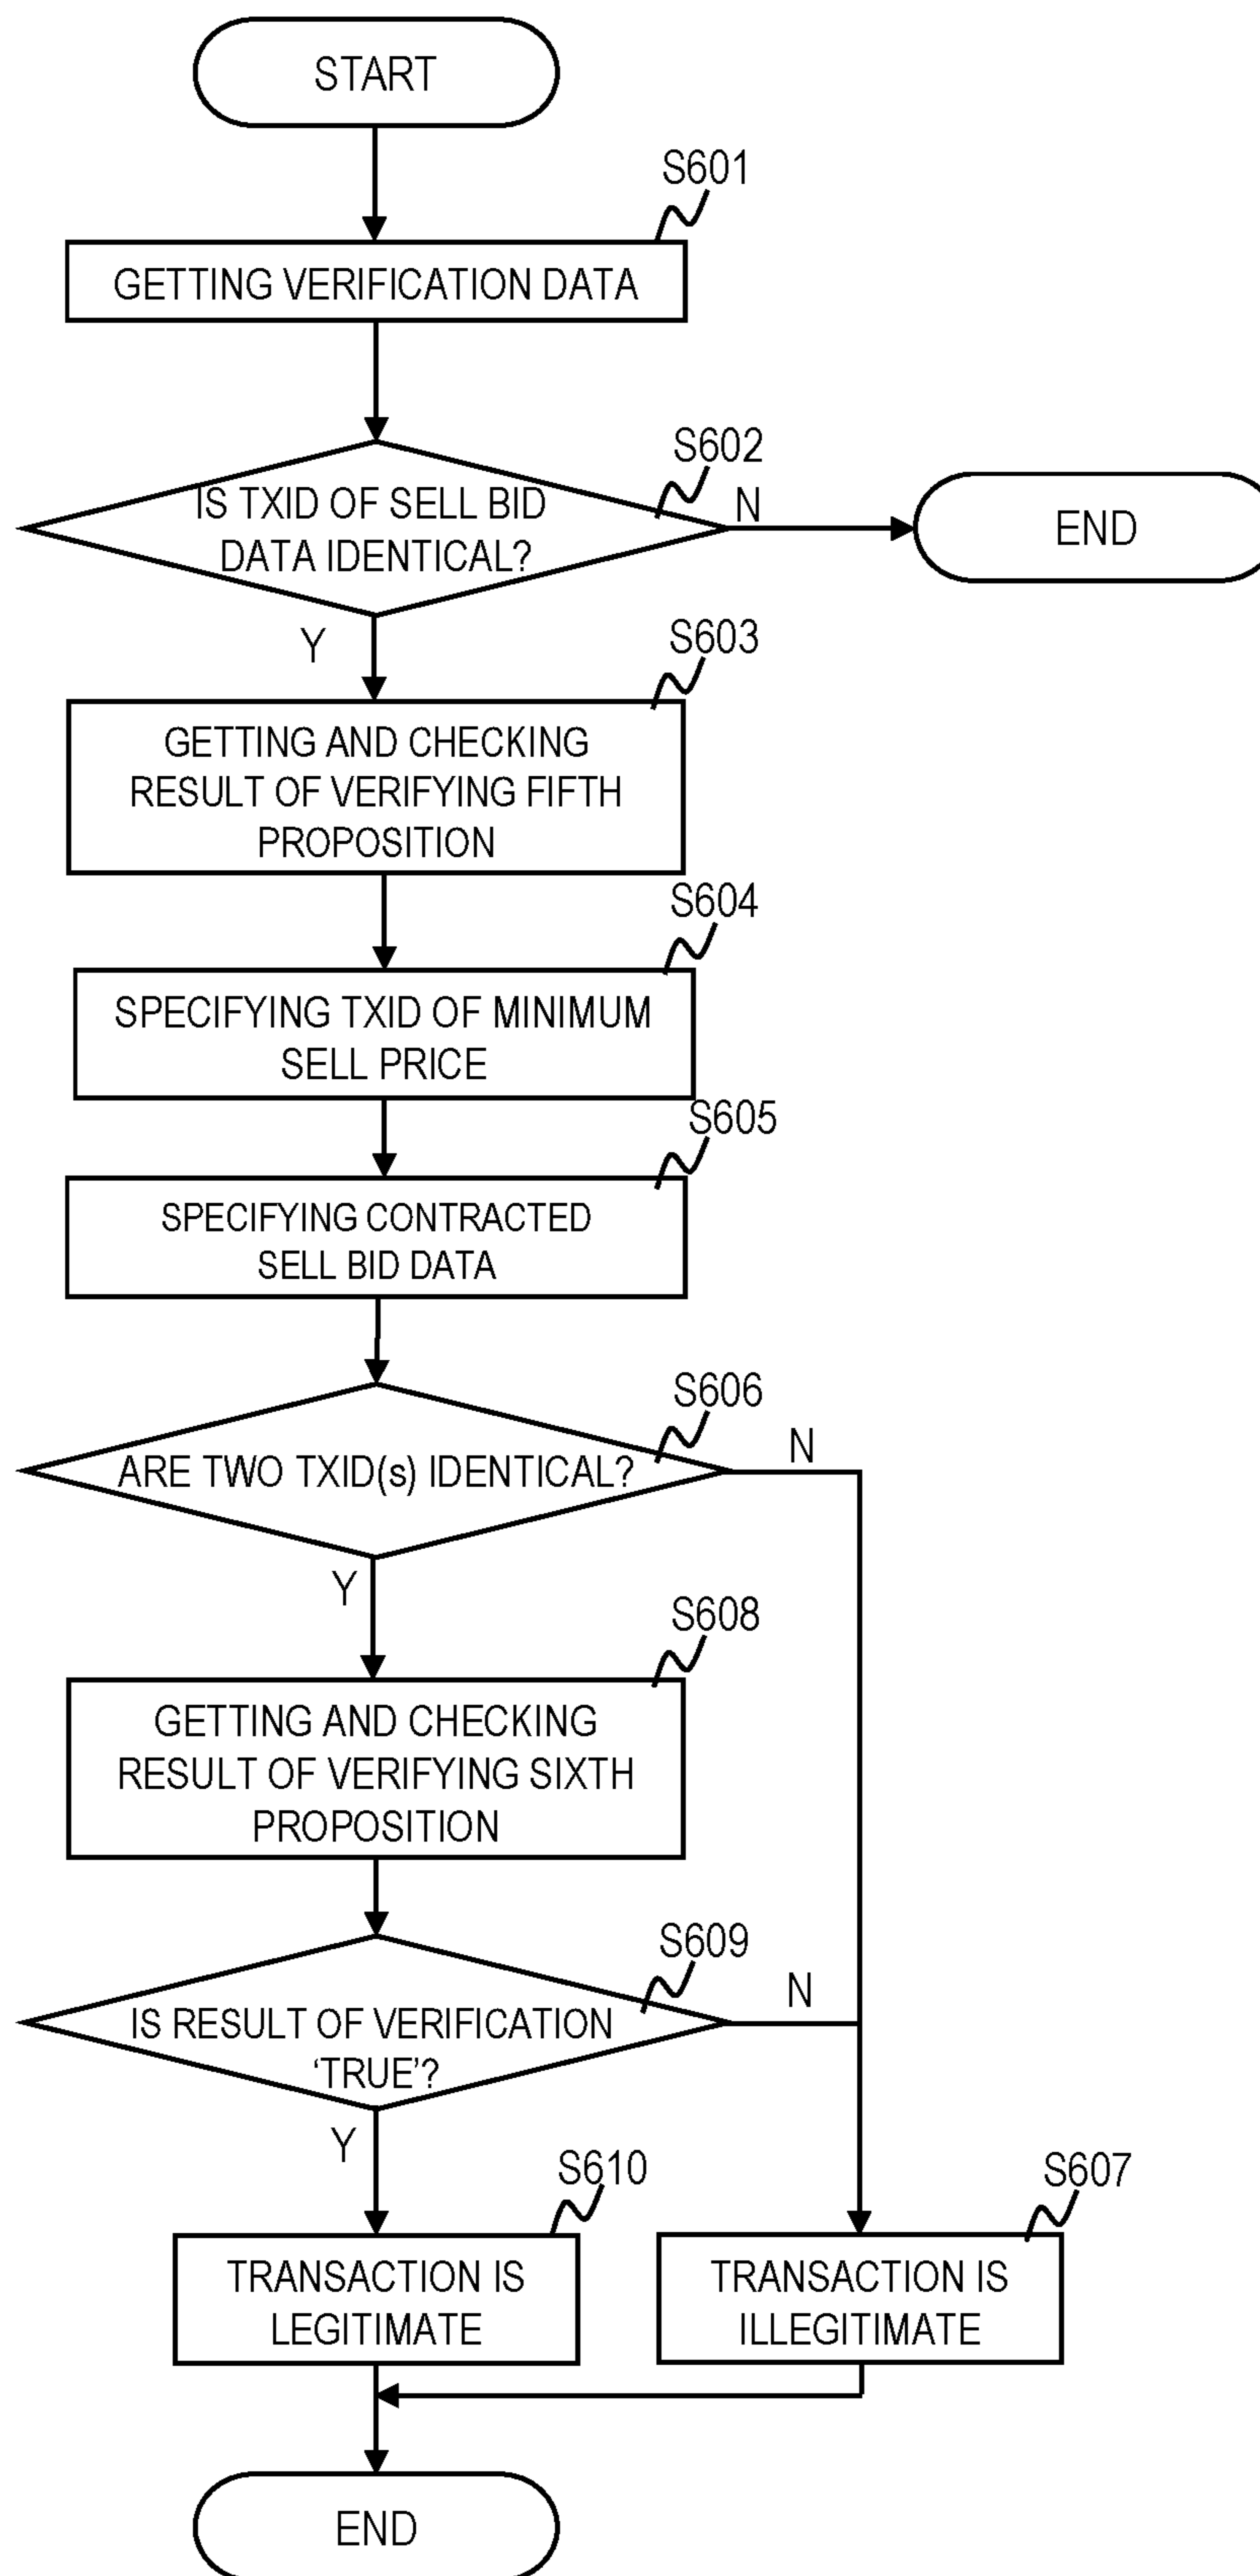 START
S601
GETTING VERIFICATION DATA
S602
IS TXID OF SELL BID
DATA IDENTICAL?
N
END
Y
S603
GETTING AND CHECKING
RESULT OF VERIFYING FIFTH
PROPOSITION
S604
SPECIFYING TXID OF MINIMUM
SELL PRICE
S605
SPECIFYING CONTRACTED
SELL BID DATA
S606
ARE TWO TXID(s) IDENTICAL?
N
Y
S608
GETTING AND CHECKING
RESULT OF VERIFYING SIXTH
PROPOSITION
S609
IS RESULT OF VERIFICATION
‘TRUE’?
N
Y
S610
TRANSACTION IS
LEGITIMATE
S607
TRANSACTION IS
ILLEGITIMATE
END